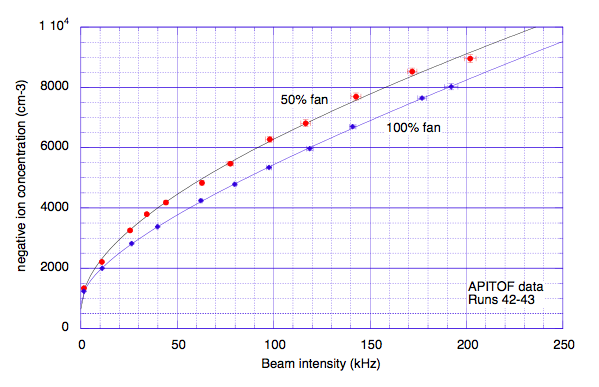 1 10⁴
8000
6000
4000
2000
0
negative ion concentration (cm-3)
50% fan
100% fan
APITOF data
Runs 42-43
0 50 100 150 200 250
Beam intensity (kHz)